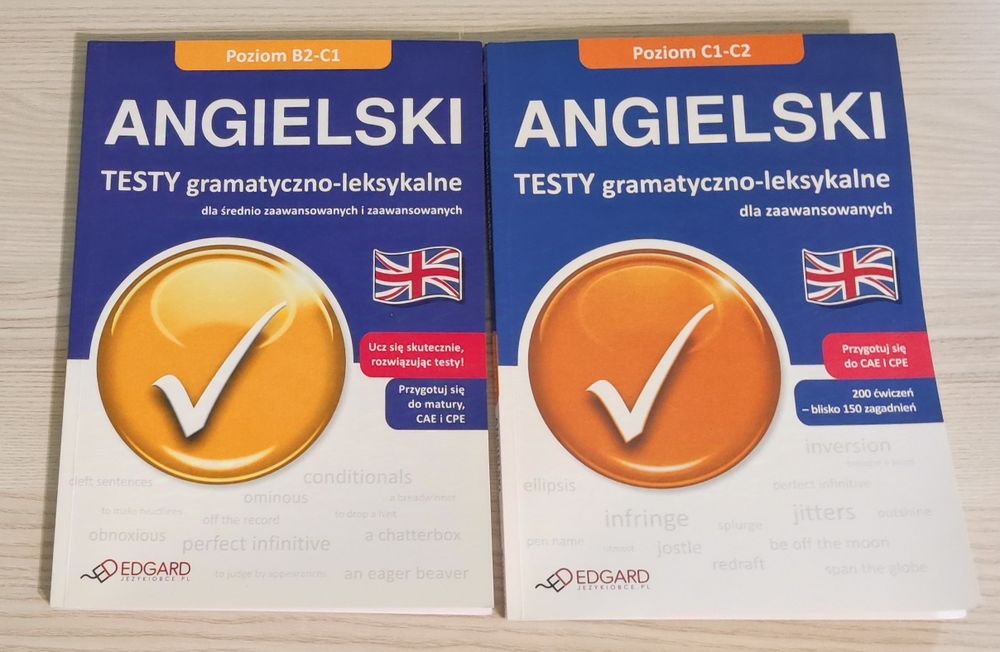 Poziom B2-C1
ANGIELSKI
TESTY gramatyczno-leksykalne
dla średnio zaawansowanych i zaawansowanych
Ucz się skutecznie,
rozwiązując testy!
Przygotuj się
do matury,
CAE i CPE
cleft sentences
conditionals
ominous
a breadwinner
to make headlines
off the record
to drop a hint
obnoxious
perfect infinitive
a chatterbox
to judge by appearances
an eager beaver
EDGARD
JEZYKIOBCE.PL
Poziom C1-C2
ANGIELSKI
TESTY gramatyczno-leksykalne
dla zaawansowanych
Przygotuj się
do CAE i CPE
200 ćwiczeń
– blisko 150 zagadnień
inversion
ellipsis
perfect infinitive
infringe
splurge
jitters
outshine
pen name
utmost
jostle
be off the moon
redraft
span the globe
EDGARD
JEZYKIOBCE.PL